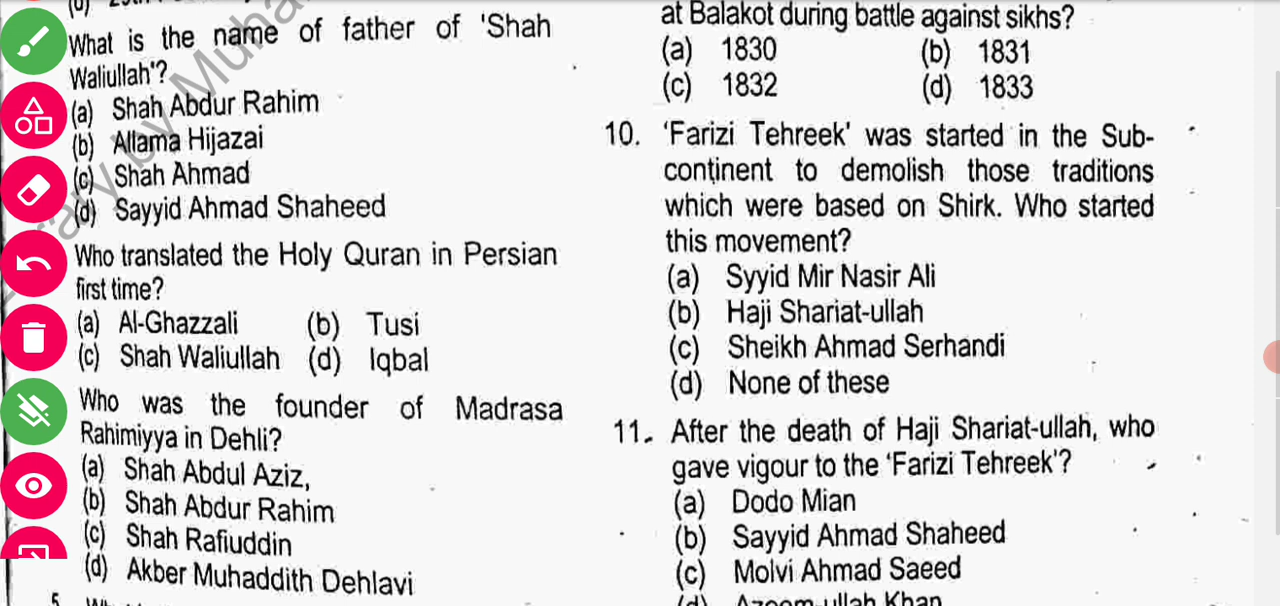 What is the name of father of 'Shah
Waliullah'?
(a) Shah Abdur Rahim
(b) Allama Hijazai
(c) Shah Ahmad
(d) Sayyid Ahmad Shaheed
Who translated the Holy Quran in Persian
first time?
(a) Al-Ghazzali (b) Tusi
(c) Shah Waliullah (d) Iqbal
Who was the founder of Madrasa
Rahimiyya in Dehli?
(a) Shah Abdul Aziz,
(b) Shah Abdur Rahim
(c) Shah Rafiuddin
(d) Akber Muhaddith Dehlavi
5
at Balakot during battle against sikhs?
(a) 1830 (b) 1831
(c) 1832 (d) 1833
10. 'Farizi Tehreek' was started in the Sub-
continent to demolish those traditions
which were based on Shirk. Who started
this movement?
(a) Syyid Mir Nasir Ali
(b) Haji Shariat-ullah
(c) Sheikh Ahmad Serhandi
(d) None of these
11. After the death of Haji Shariat-ullah, who
gave vigour to the 'Farizi Tehreek'?
(a) Dodo Mian
(b) Sayyid Ahmad Shaheed
(c) Molvi Ahmad Saeed
(d) Azeem-ullah Khan